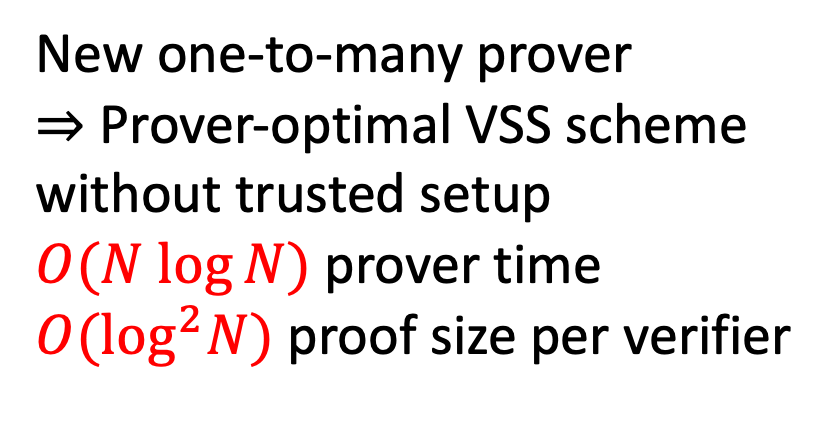 New one-to-many prover
⇒ Prover-optimal VSS scheme
without trusted setup
O(N log N) prover time
O(log² N) proof size per verifier